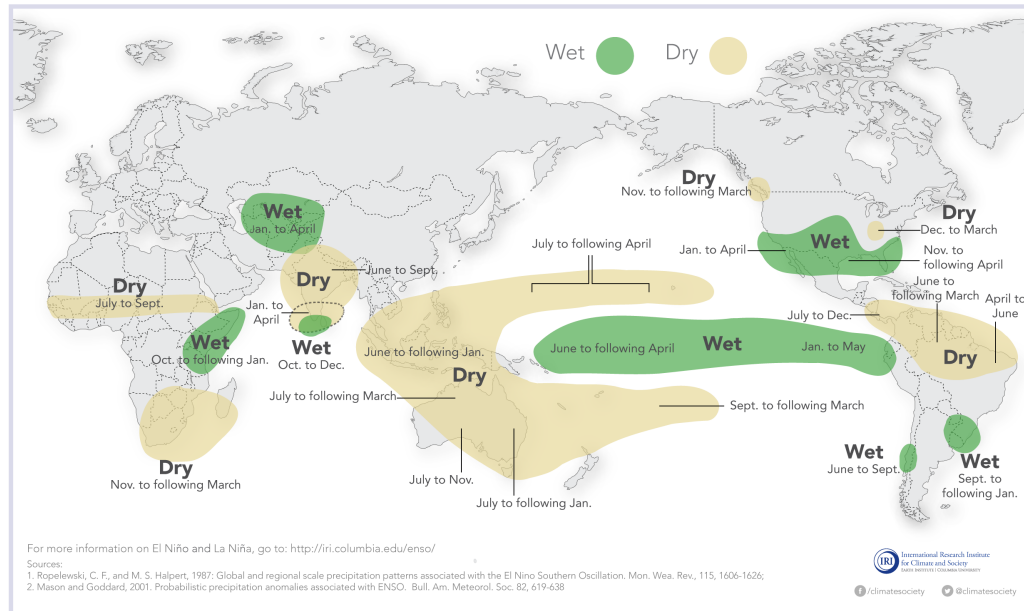 Wet
Dry
Dry
Nov. to following March
Wet
Jan. to April
Dry
Dec. to March
July to following April
Jan. to April
Wet
Nov. to
following April
Dry
June to Sept.
Dry
July to Sept.
Jan. to
April
June to
following March
April to
June
July to Dec.
Wet
Oct. to following Jan.
Wet
Oct. to Dec.
June to following Jan.
Dry
June to following April
Wet
Jan. to May
Dry
July to following March
Sept. to following March
Dry
Nov. to following March
July to Nov.
July to following Jan.
Wet
June to Sept.
Wet
Sept. to
following Jan.
For more information on El Niño and La Niña, go to: http://iri.columbia.edu/enso/
Sources:
1. Ropelewski, C. F., and M. S. Halpert, 1987: Global and regional scale precipitation patterns associated with the El Nino Southern Oscillation. Mon. Wea. Rev., 115, 1606-1626;
2. Mason and Goddard, 2001. Probabilistic precipitation anomalies associated with ENSO. Bull. Am. Meteorol. Soc. 82, 619-638
IRI
International Research Institute
for Climate and Society
EARTH INSTITUTE | COLUMBIA UNIVERSITY
/climatesociety
@climatesociety